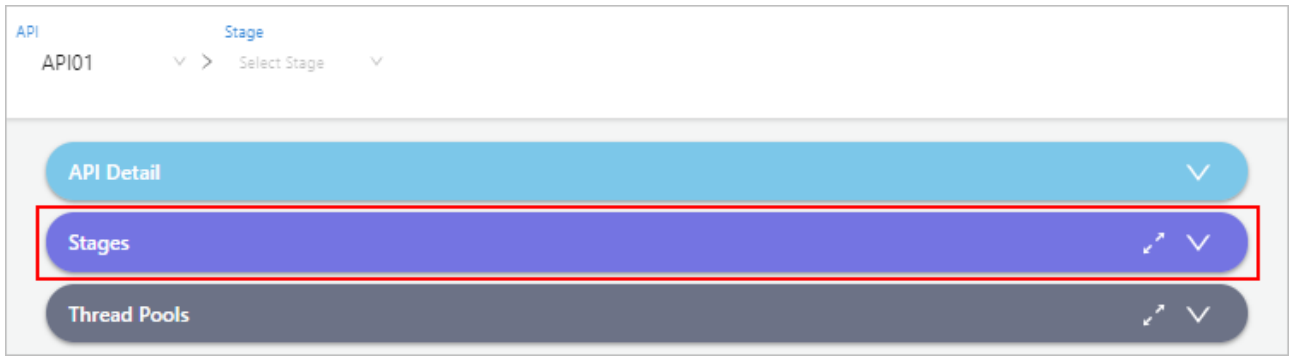 API Stage
API01 > Select Stage
API Detail
Stages
Thread Pools